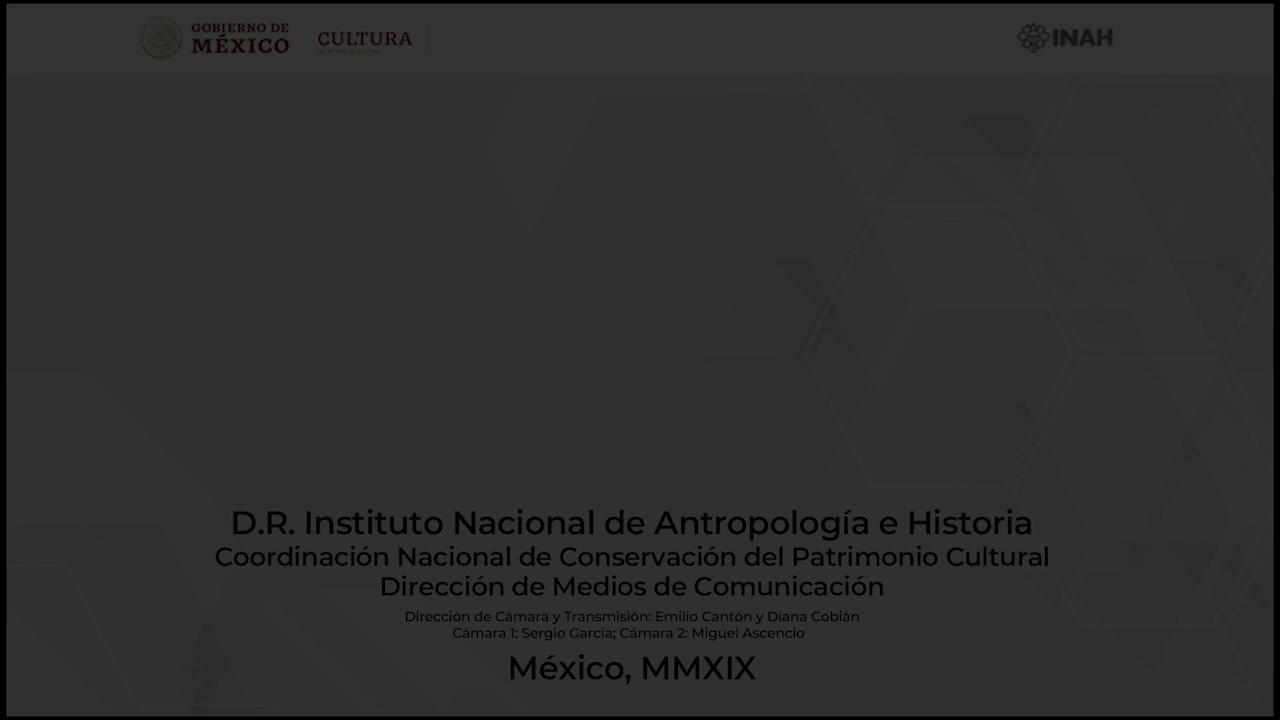 GOBIERNO DE
MÉXICO
CULTURA
INAH
D.R. Instituto Nacional de Antropología e Historia
Coordinación Nacional de Conservación del Patrimonio Cultural
Dirección de Medios de Comunicación
Dirección de Cámara y Transmisión: Emilio Cantón y Diana Cobián
Cámara 1: Sergio García; Cámara 2: Miguel Ascencio
México, MMXIX